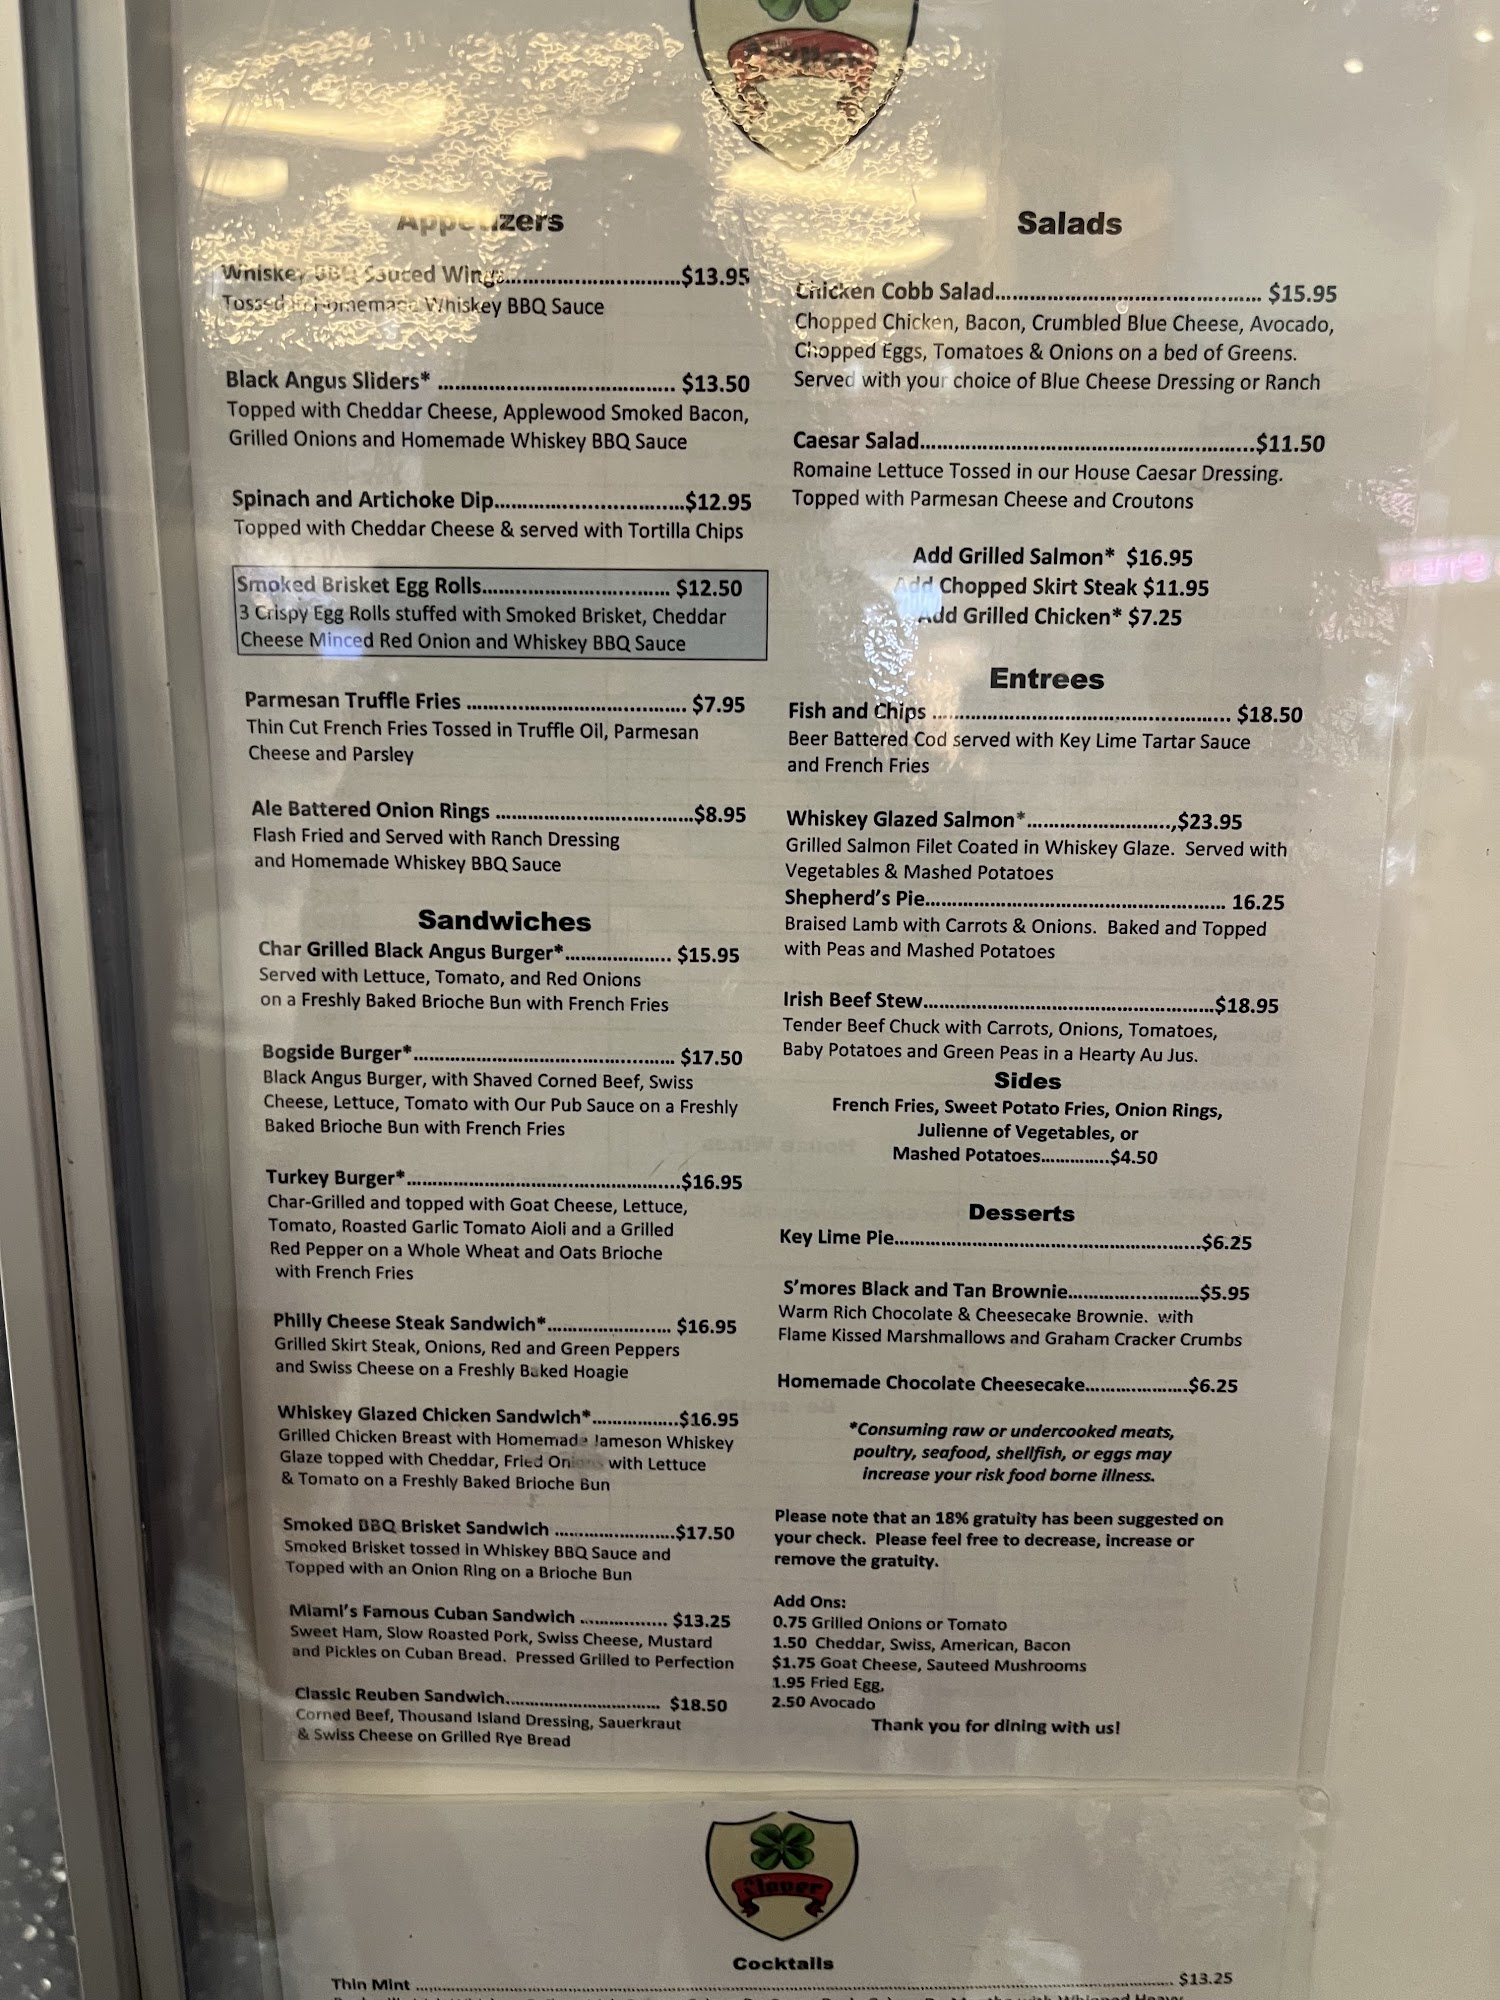 Appetizers
Whiskey BBQ Sauced Wings..............................$13.95
Tossed in Homemade Whiskey BBQ Sauce
Black Angus Sliders* .................................... $13.50
Topped with Cheddar Cheese, Applewood Smoked Bacon,
Grilled Onions and Homemade Whiskey BBQ Sauce
Spinach and Artichoke Dip.............................$12.95
Topped with Cheddar Cheese & served with Tortilla Chips
Smoked Brisket Egg Rolls............................. $12.50
3 Crispy Egg Rolls stuffed with Smoked Brisket, Cheddar
Cheese Minced Red Onion and Whiskey BBQ Sauce
Parmesan Truffle Fries .................................. $7.95
Thin Cut French Fries Tossed in Truffle Oil, Parmesan
Cheese and Parsley
Ale Battered Onion Rings ..............................$8.95
Flash Fried and Served with Ranch Dressing
and Homemade Whiskey BBQ Sauce
Sandwiches
Char Grilled Black Angus Burger*..................... $15.95
Served with Lettuce, Tomato, and Red Onions
on a Freshly Baked Brioche Bun with French Fries
Bogside Burger*......................................... $17.50
Black Angus Burger, with Shaved Corned Beef, Swiss
Cheese, Lettuce, Tomato with Our Pub Sauce on a Freshly
Baked Brioche Bun with French Fries
Turkey Burger*...........................................$16.95
Char-Grilled and topped with Goat Cheese, Lettuce,
Tomato, Roasted Garlic Tomato Aioli and a Grilled
Red Pepper on a Whole Wheat and Oats Brioche
with French Fries
Philly Cheese Steak Sandwich*........................ $16.95
Grilled Skirt Steak, Onions, Red and Green Peppers
and Swiss Cheese on a Freshly Baked Hoagie
Whiskey Glazed Chicken Sandwich*.................$16.95
Grilled Chicken Breast with Homemade Jameson Whiskey
Glaze topped with Cheddar, Fried Onions with Lettuce
& Tomato on a Freshly Baked Brioche Bun
Smoked BBQ Brisket Sandwich ........................$17.50
Smoked Brisket tossed in Whiskey BBQ Sauce and
Topped with an Onion Ring on a Brioche Bun
Miami's Famous Cuban Sandwich ................. $13.25
Sweet Ham, Slow Roasted Pork, Swiss Cheese, Mustard
and Pickles on Cuban Bread. Pressed Grilled to Perfection
Classic Reuben Sandwich............................... $18.50
Corned Beef, Thousand Island Dressing, Sauerkraut
& Swiss Cheese on Grilled Rye Bread
Salads
Chicken Cobb Salad........................................... $15.95
Chopped Chicken, Bacon, Crumbled Blue Cheese, Avocado,
Chopped Eggs, Tomatoes & Onions on a bed of Greens.
Served with your choice of Blue Cheese Dressing or Ranch
Caesar Salad......................................................$11.50
Romaine Lettuce Tossed in our House Caesar Dressing.
Topped with Parmesan Cheese and Croutons
Add Grilled Salmon* $16.95
Add Chopped Skirt Steak $11.95
Add Grilled Chicken* $7.25
Entrees
Fish and Chips ................................................ $18.50
Beer Battered Cod served with Key Lime Tartar Sauce
and French Fries
Whiskey Glazed Salmon*.......................,$23.95
Grilled Salmon Filet Coated in Whiskey Glaze. Served with
Vegetables & Mashed Potatoes
Shepherd's Pie................................................ 16.25
Braised Lamb with Carrots & Onions. Baked and Topped
with Peas and Mashed Potatoes
Irish Beef Stew................................................$18.95
Tender Beef Chuck with Carrots, Onions, Tomatoes,
Baby Potatoes and Green Peas in a Hearty Au Jus.
Sides
French Fries, Sweet Potato Fries, Onion Rings,
Julienne of Vegetables, or
Mashed Potatoes..............$4.50
Desserts
Key Lime Pie..................................................$6.25
S'mores Black and Tan Brownie.........................$5.95
Warm Rich Chocolate & Cheesecake Brownie. with
Flame Kissed Marshmallows and Graham Cracker Crumbs
Homemade Chocolate Cheesecake.....................$6.25
*Consuming raw or undercooked meats,
poultry, seafood, shellfish, or eggs may
increase your risk food borne illness.
Please note that an 18% gratuity has been suggested on
your check. Please feel free to decrease, increase or
remove the gratuity.
Add Ons:
0.75 Grilled Onions or Tomato
1.50 Cheddar, Swiss, American, Bacon
$1.75 Goat Cheese, Sauteed Mushrooms
1.95 Fried Egg,
2.50 Avocado
Thank you for dining with us!
Clover
Cocktails
Thin Mint ........................................................ $13.25